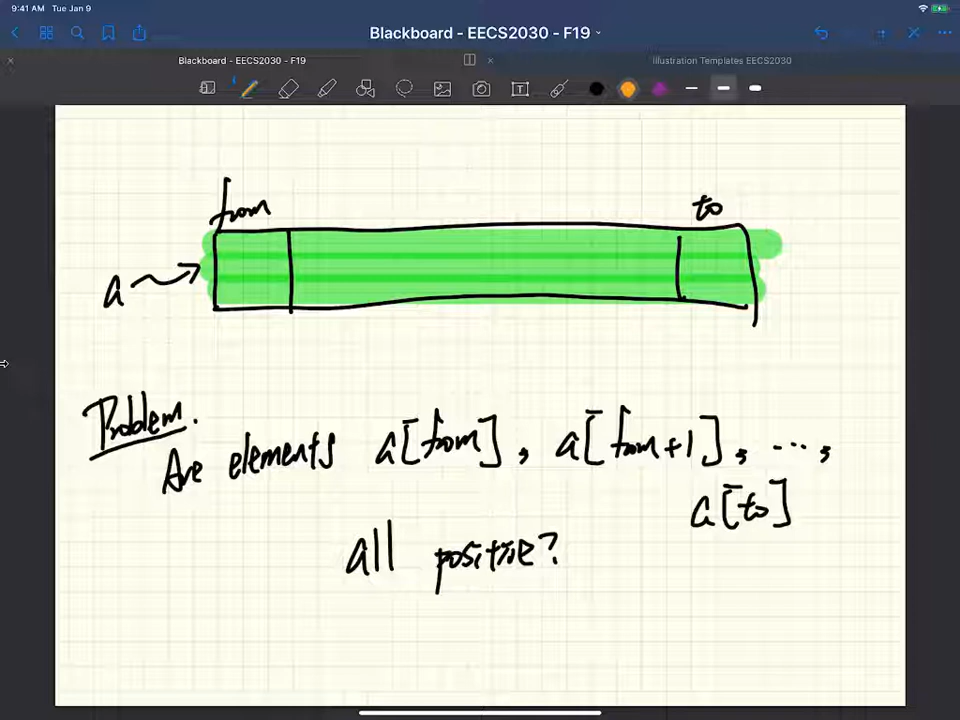 9:41 AM Tue Jan 9
Blackboard - EECS2030 - F19
Blackboard - EECS2030 - F19
Illustration Templates EECS2030
from
to
a
Problem.
Are elements a[from], a[from+1], ...,
a[to]
all positive?